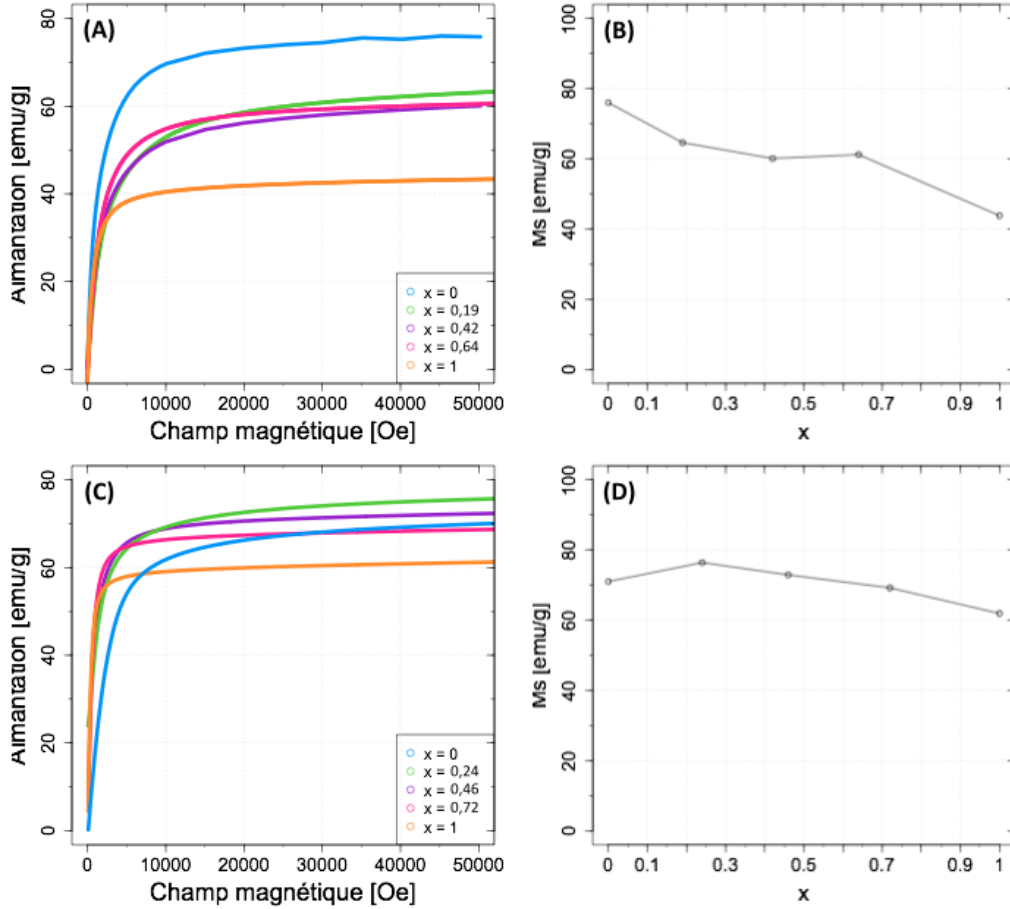 (A)
Aimantation [emu/g]
80
60
40
20
0
0 10000 20000 30000 40000 50000
Champ magnétique [Oe]
x = 0
x = 0,19
x = 0,42
x = 0,64
x = 1
(B)
Ms [emu/g]
100
80
60
40
20
0
0 0.1 0.3 0.5 0.7 0.9 1
x
(C)
Aimantation [emu/g]
80
60
40
20
0
0 10000 20000 30000 40000 50000
Champ magnétique [Oe]
x = 0
x = 0,24
x = 0,46
x = 0,72
x = 1
(D)
Ms [emu/g]
100
80
60
40
20
0
0 0.1 0.3 0.5 0.7 0.9 1
x